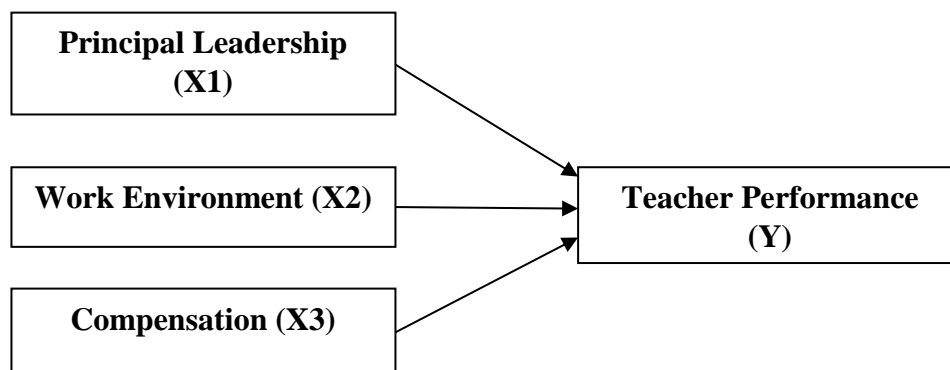 Principal Leadership
(X1)
Work Environment (X2)
Teacher Performance
(Y)
Compensation (X3)